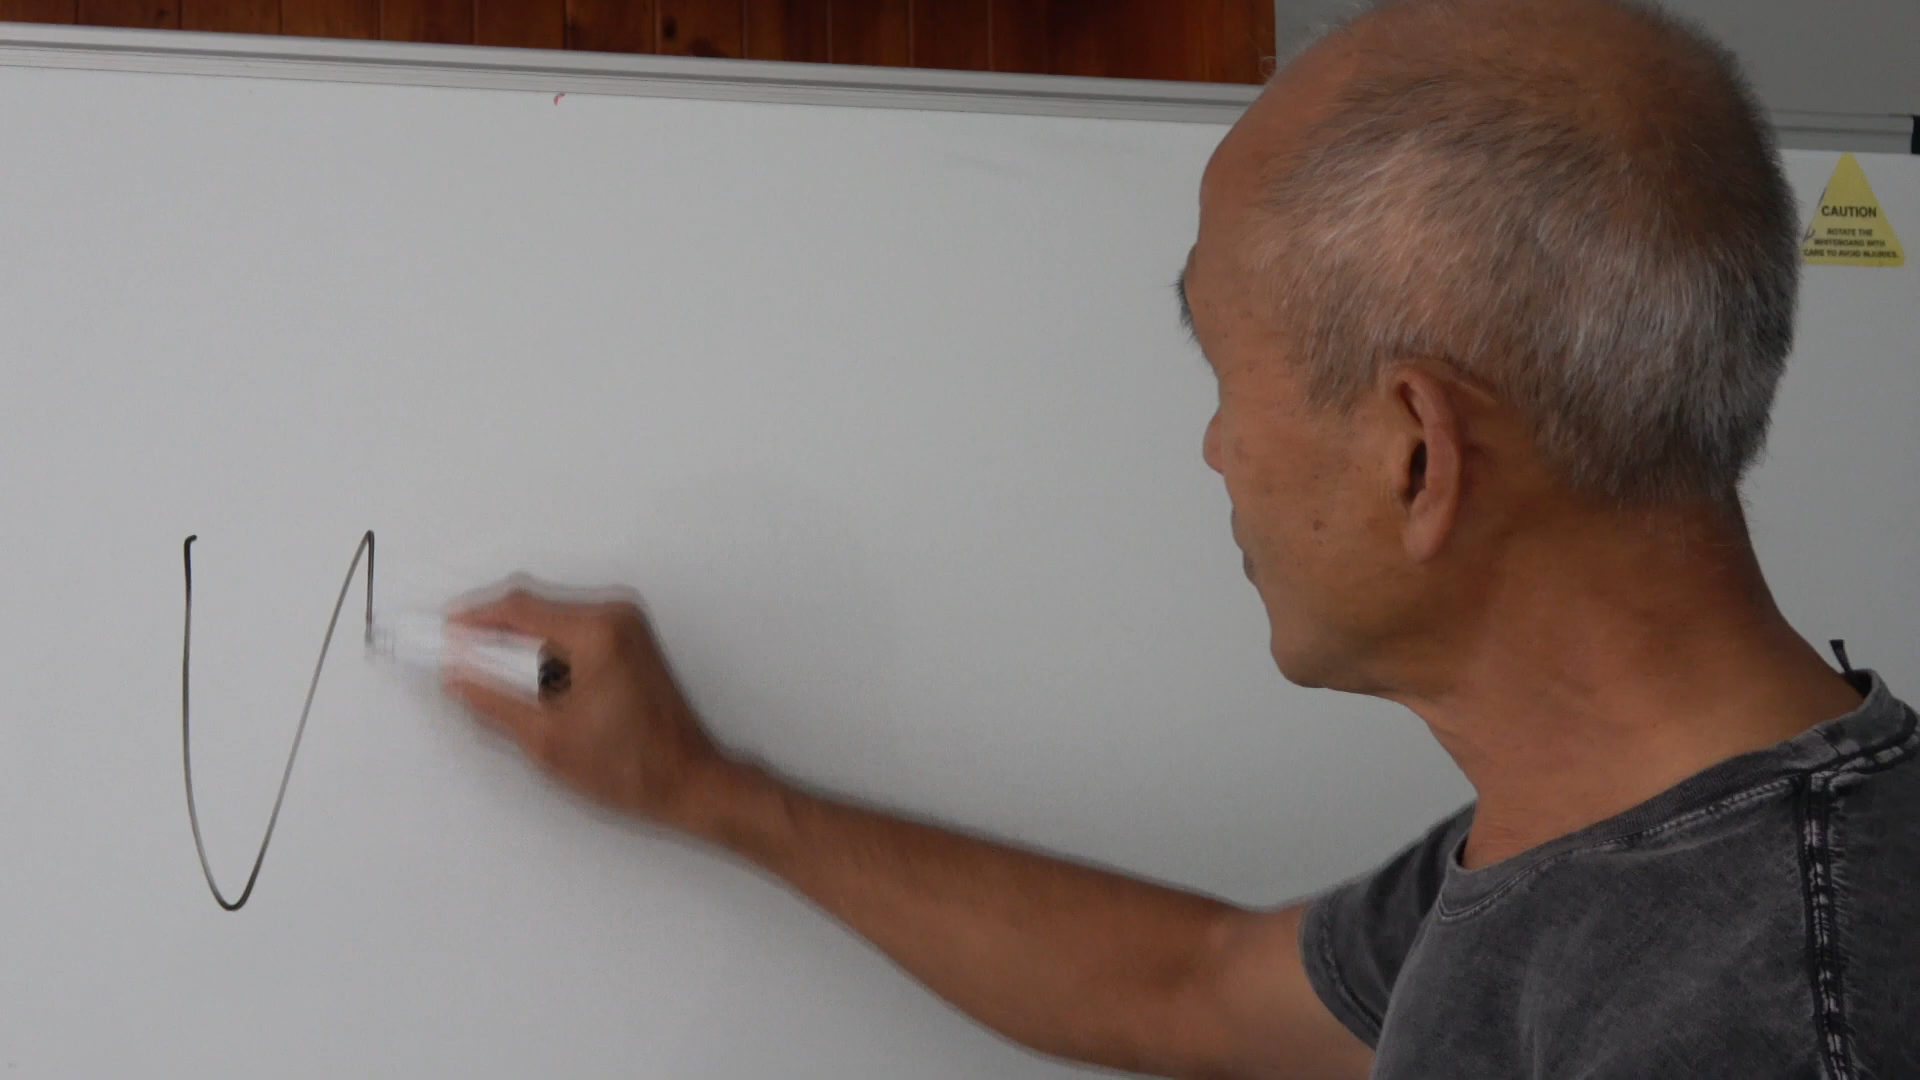 CAUTION
ROTATE THE
WHITEBOARD WITH
CARE TO AVOID INJURIES.